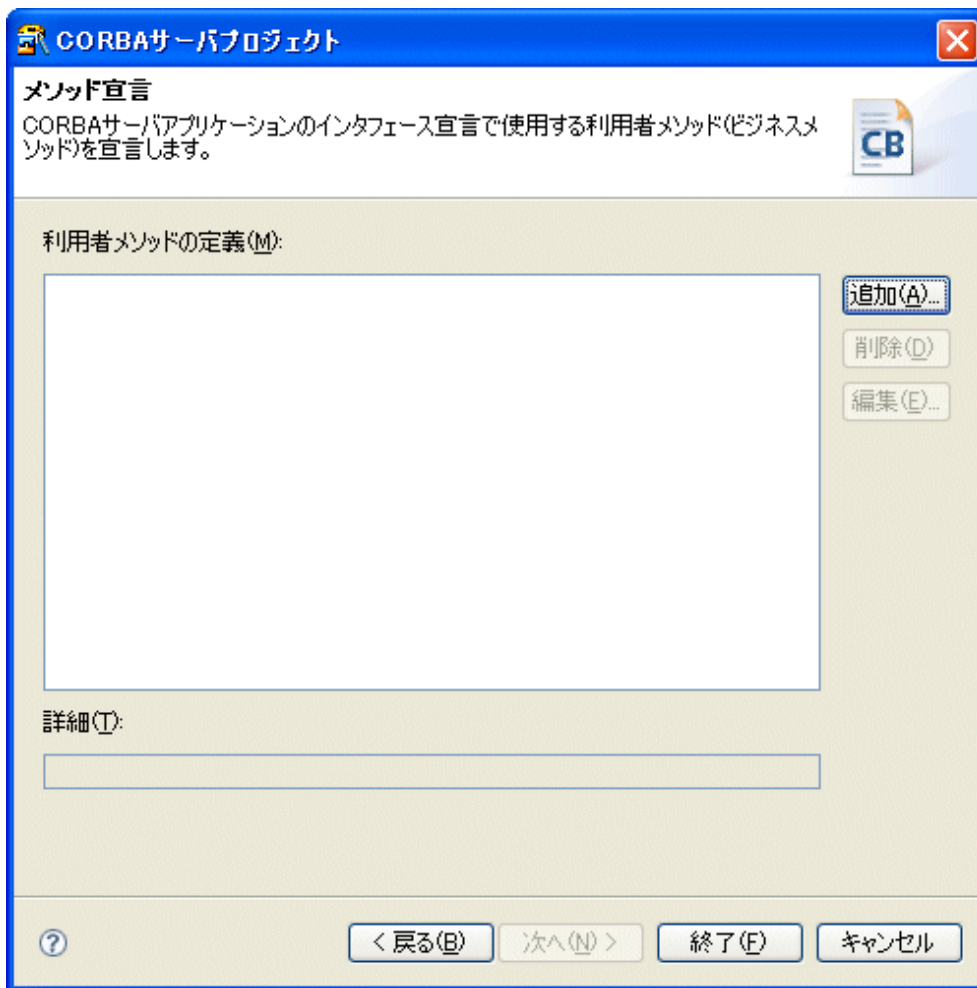 CORBAサーバプロジェクト
メソッド宣言
CORBAサーバアプリケーションのインタフェース宣言で使用する利用者メソッド(ビジネスメ
ソッド)を宣言します。
CB
利用者メソッドの定義(M):
追加(A)...
削除(D)
編集(E)...
詳細(T):
?
< 戻る(B)
次へ(N) >
終了(F)
キャンセル